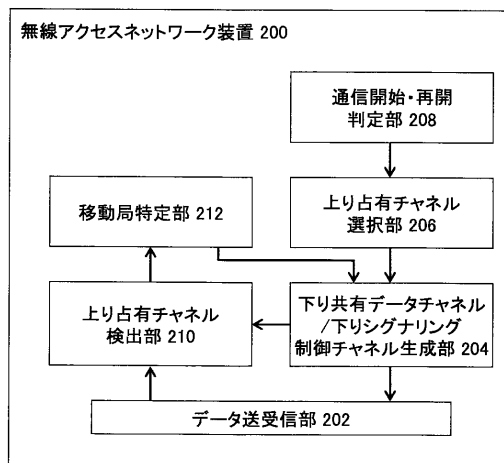 無線アクセスネットワーク装置 200
通信開始・再開
判定部 208
移動局特定部 212
上り占有チャネル
選択部 206
上り占有チャネル
検出部 210
下り共有データチャネル
/下りシグナリング
制御チャネル生成部 204
データ送受信部 202